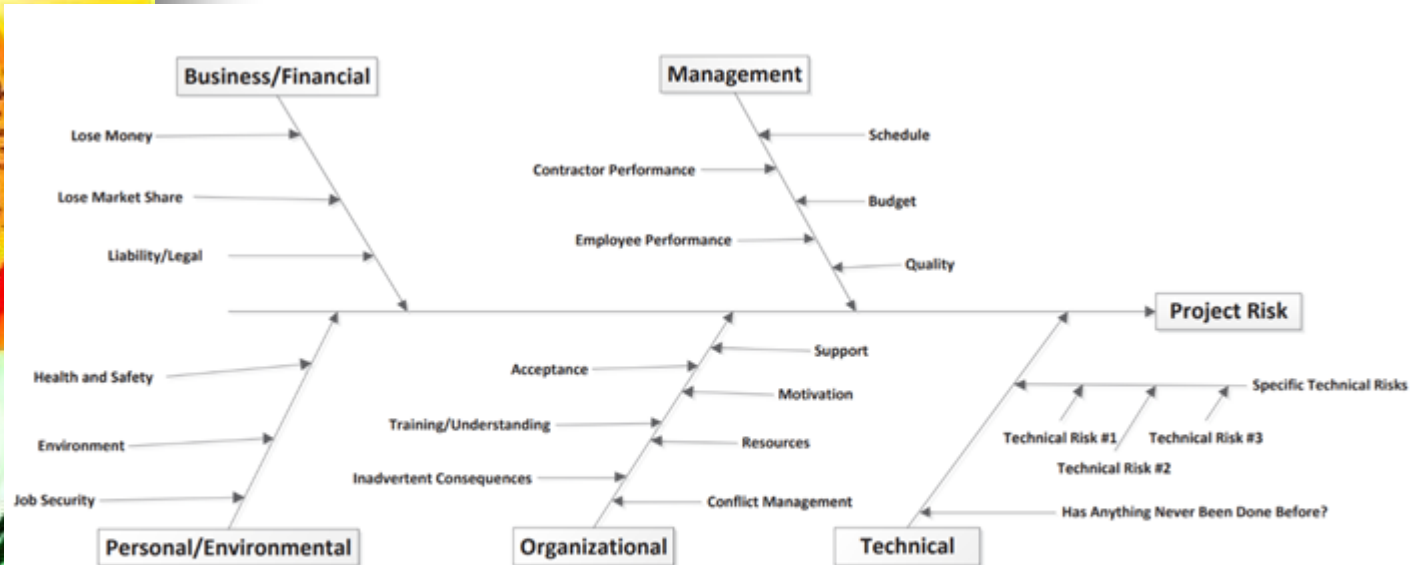 Business/Financial
Management
Lose Money
Schedule
Contractor Performance
Lose Market Share
Budget
Employee Performance
Liability/Legal
Quality
Project Risk
Support
Acceptance
Health and Safety
Specific Technical Risks
Motivation
Training/Understanding
Technical Risk #1
Technical Risk #3
Environment
Resources
Technical Risk #2
Inadvertent Consequences
Job Security
Conflict Management
Has Anything Never Been Done Before?
Personal/Environmental
Organizational
Technical